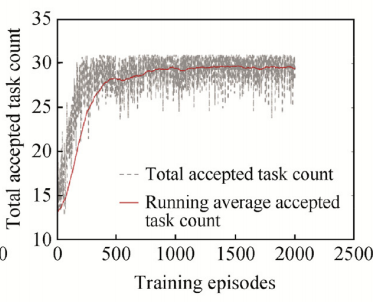 Total accepted task count
35
30
25
20
15
10
Total accepted task count
Running average accepted
task count
0
0
500
1000
1500
2000
2500
Training episodes